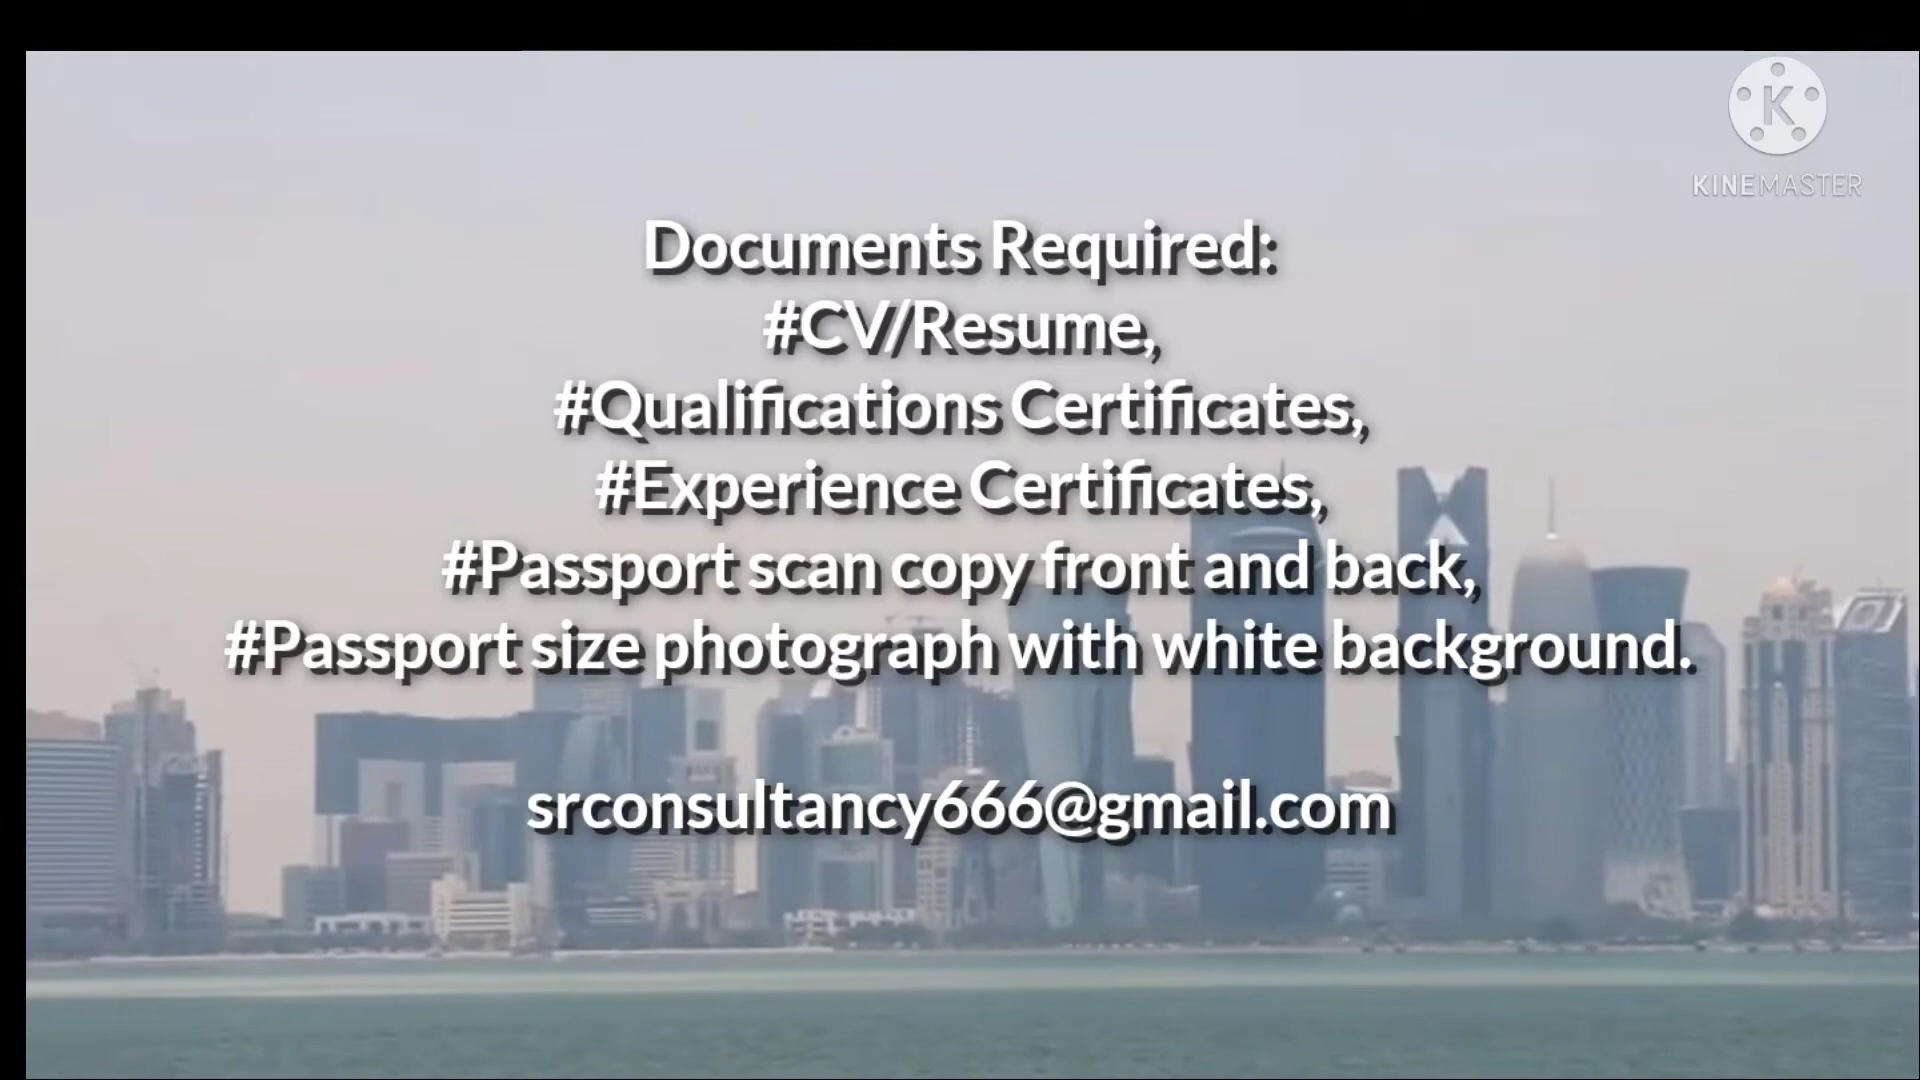 KINEMASTER
Documents Required:
#CV/Resume,
#Qualifications Certificates,
#Experience Certificates,
#Passport scan copy front and back,
#Passport size photograph with white background.
srconsultancy666@gmail.com